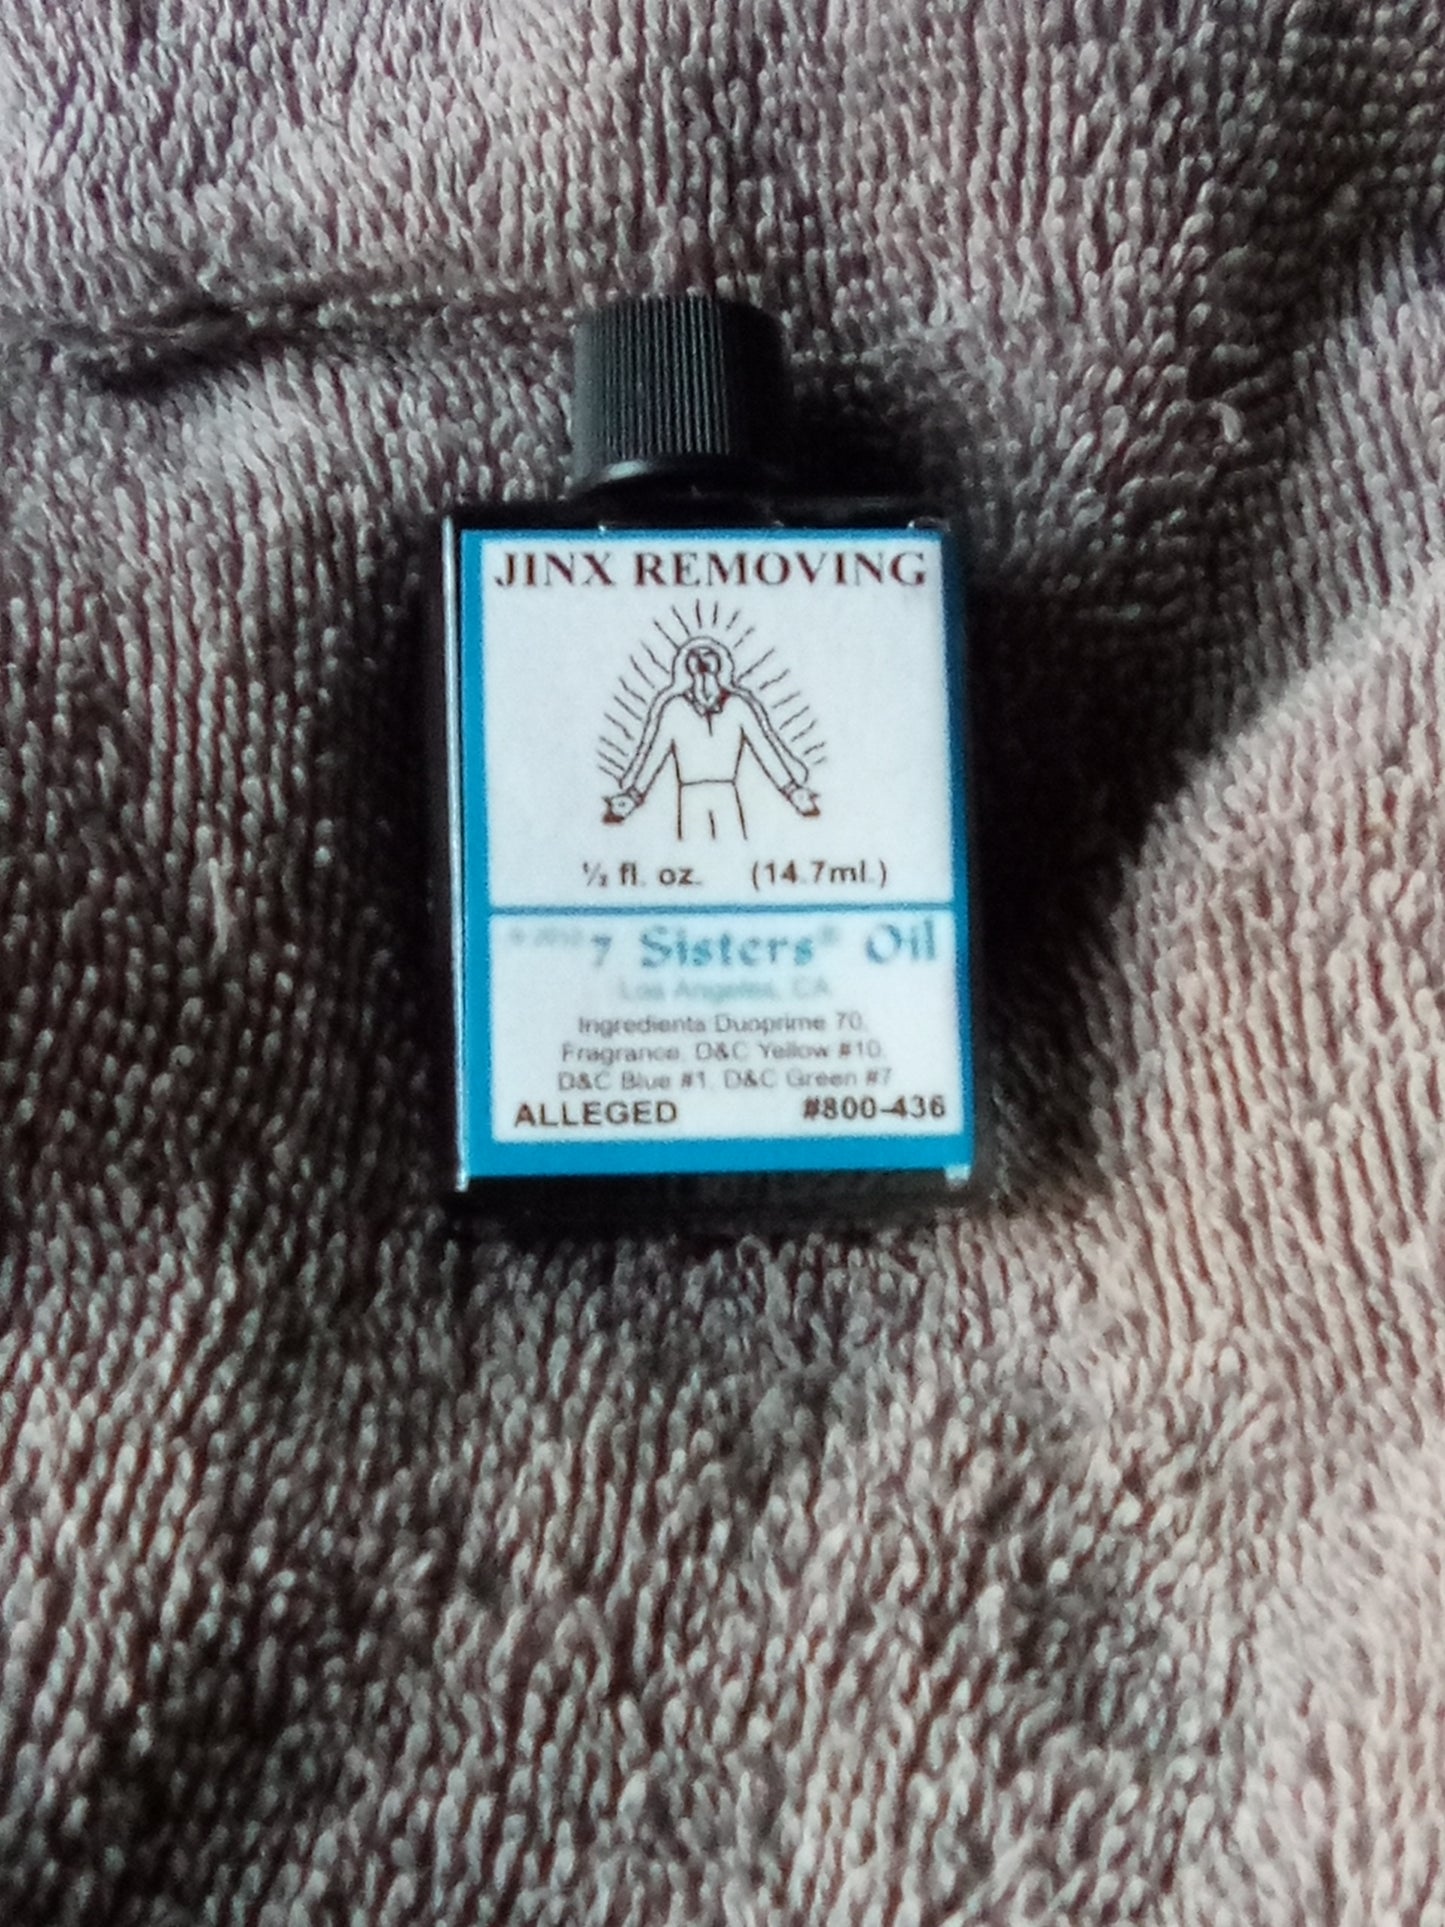 JINX REMOVING
½ fl. oz. (14.7ml.)
7 Sisters® Oil
Los Angeles, CA
Ingredients Duoprime 70,
Fragrance, D&C Yellow #10,
D&C Blue #1, D&C Green #7
ALLEGED #800-436